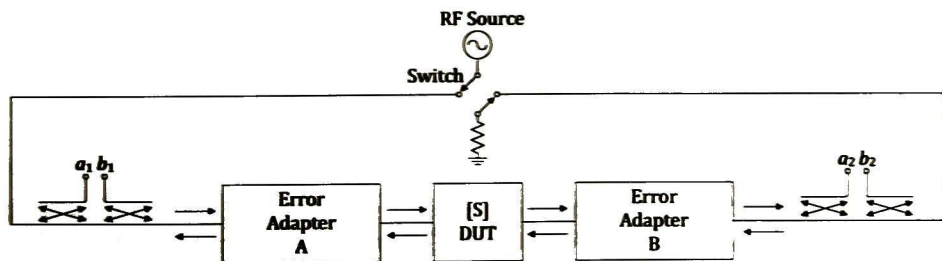 RF Source
Switch
a1 b1
a2 b2
Error
Adapter
A
[S]
DUT
Error
Adapter
B